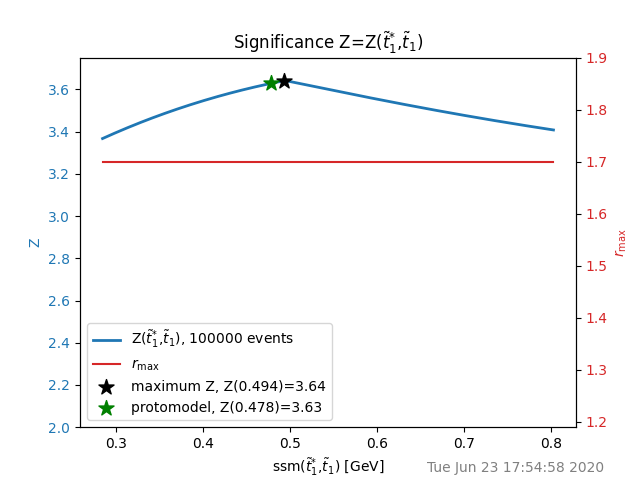 Significance Z=Z(t̃₁*,t̃₁)
3.6
3.4
3.2
3.0
2.8
2.6
2.4
2.2
2.0
Z
1.9
1.8
1.7
1.6
1.5
1.4
1.3
1.2
r_max
Z(t̃₁*,t̃₁), 100000 events
r_max
maximum Z, Z(0.494)=3.64
protomodel, Z(0.478)=3.63
0.3 0.4 0.5 0.6 0.7 0.8
ssm(t̃₁*,t̃₁) [GeV]
Tue Jun 23 17:54:58 2020